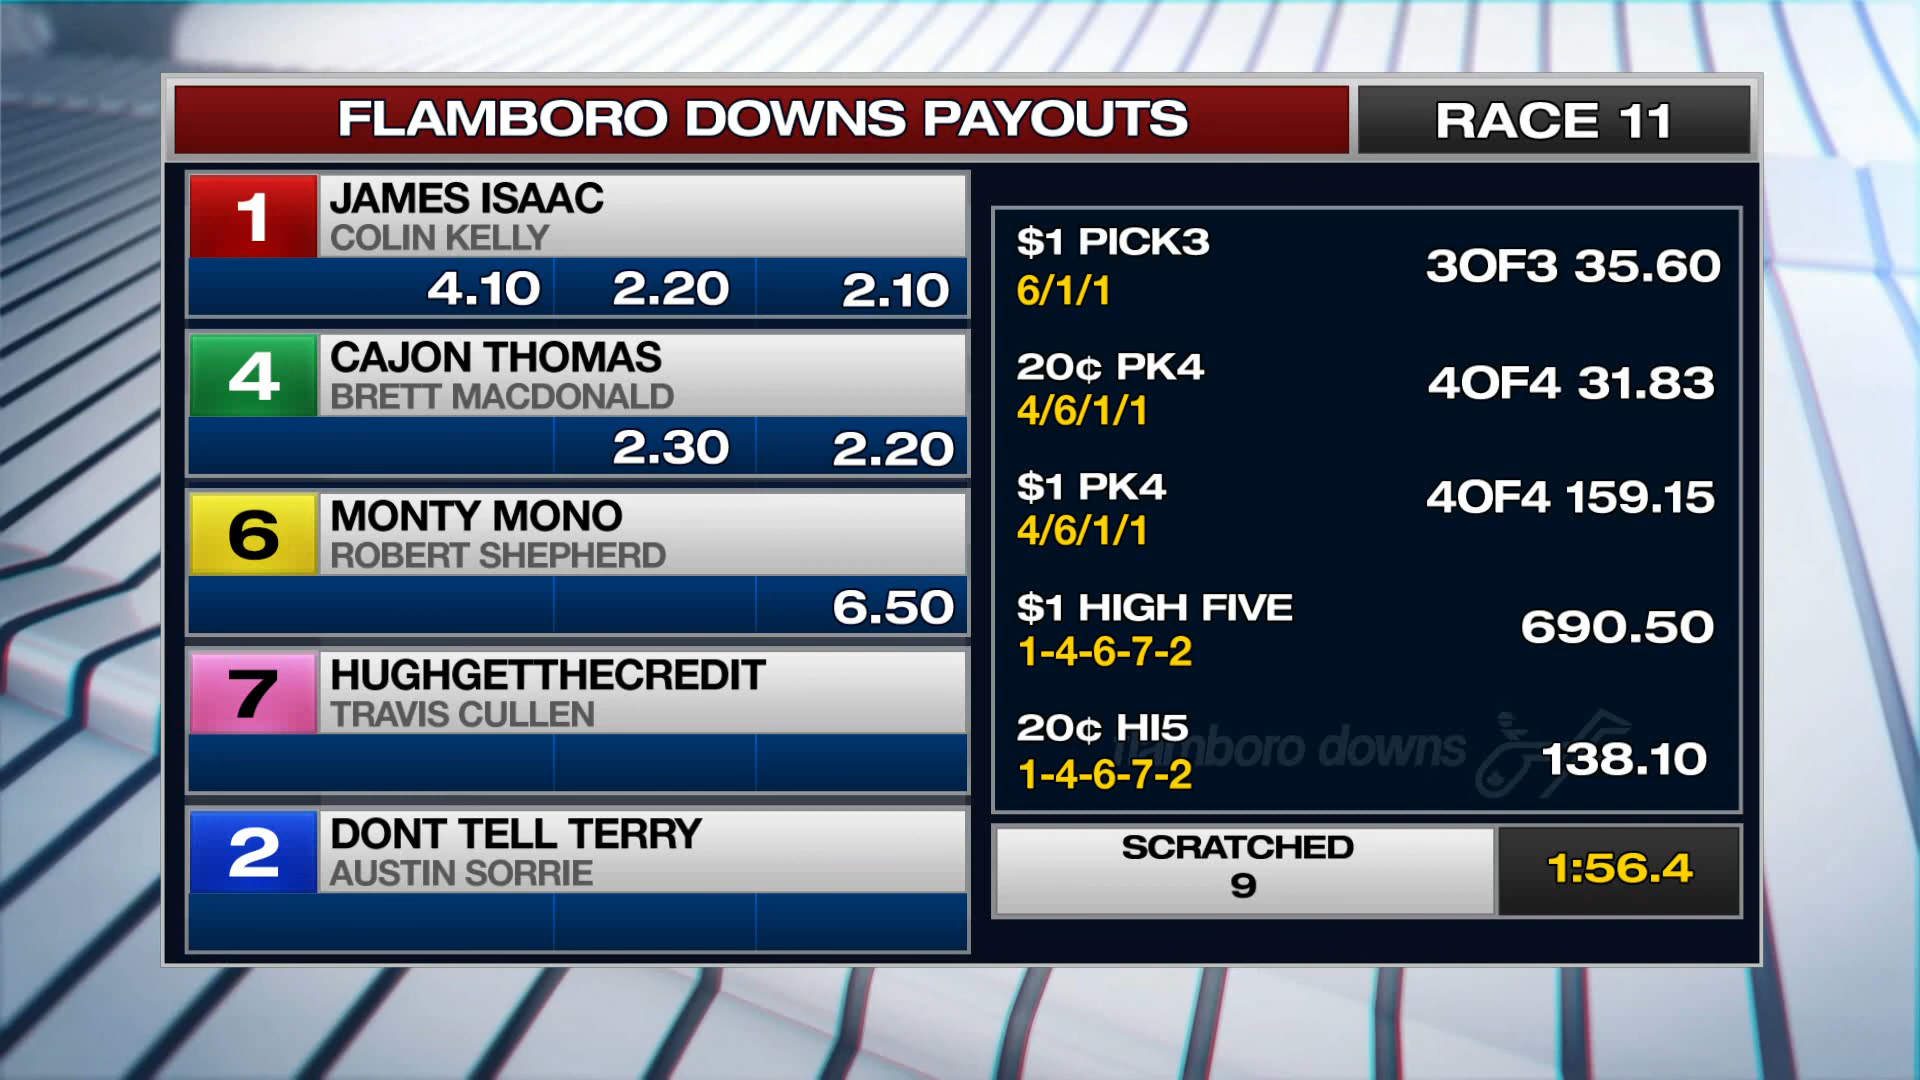 FLAMBORO DOWNS PAYOUTS
RACE 11
1
JAMES ISAAC
COLIN KELLY
4.10 2.20 2.10
4
CAJON THOMAS
BRETT MACDONALD
2.30 2.20
6
MONTY MONO
ROBERT SHEPHERD
6.50
7
HUGHGETTHECREDIT
TRAVIS CULLEN
2
DONT TELL TERRY
AUSTIN SORRIE
$1 PICK3
6/1/1
3OF3 35.60
20¢ PK4
4/6/1/1
4OF4 31.83
$1 PK4
4/6/1/1
4OF4 159.15
$1 HIGH FIVE
1-4-6-7-2
690.50
20¢ HI5
1-4-6-7-2
138.10
flamboro downs
SCRATCHED
9
1:56.4